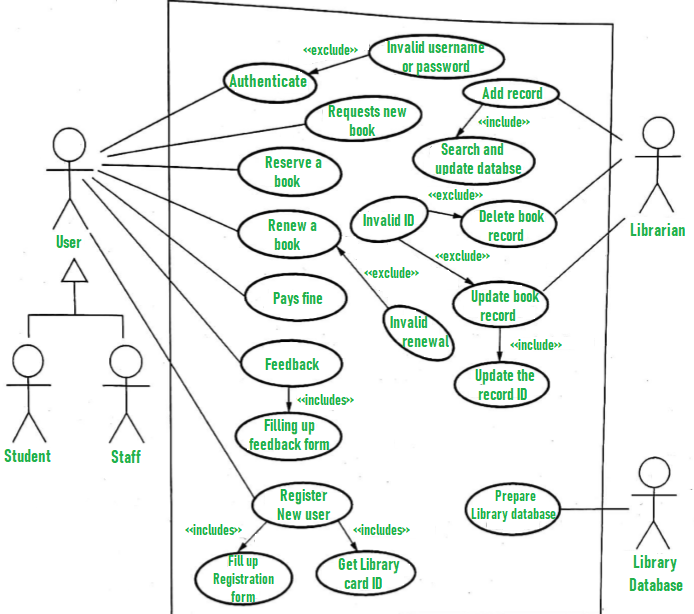 Invalid username
or password
<<exclude>>
Authenticate
Add record
Requests new
book
<<include>>
Search and
update databse
Reserve a
book
<<exclude>>
Invalid ID
Delete book
record
Librarian
User
Renew a
book
<<exclude>>
<<exclude>>
Pays fine
Update book
record
Invalid
renewal
<<include>>
Feedback
Update the
record ID
<<includes>>
Filling up
feedback form
Student
Staff
Register
New user
Prepare
Library database
<<includes>>
<<includes>>
Fill up
Registration
form
Get Library
card ID
Library
Database